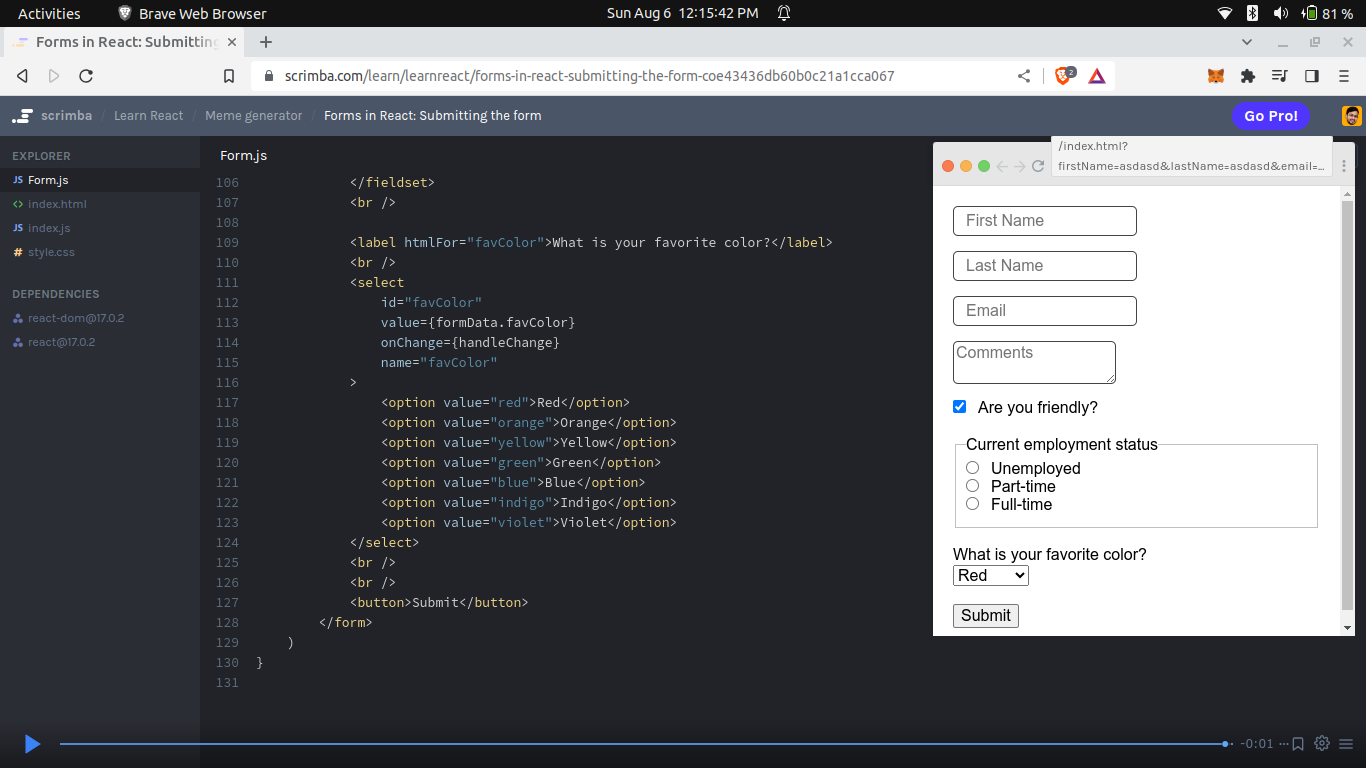 Activities
Brave Web Browser
Sun Aug 6 12:15:42 PM
81 %
Forms in React: Submitting
scrimba.com/learn/learnreact/forms-in-react-submitting-the-form-coe43436db60b0c21a1cca067
2
scrimba / Learn React / Meme generator / Forms in React: Submitting the form
Go Pro!
EXPLORER
JS Form.js
<> index.html
JS index.js
# style.css
DEPENDENCIES
react-dom@17.0.2
react@17.0.2
Form.js
106 </fieldset>
107 <br />
108
109 <label htmlFor="favColor">What is your favorite color?</label>
110 <br />
111 <select
112 id="favColor"
113 value={formData.favColor}
114 onChange={handleChange}
115 name="favColor"
116 >
117 <option value="red">Red</option>
118 <option value="orange">Orange</option>
119 <option value="yellow">Yellow</option>
120 <option value="green">Green</option>
121 <option value="blue">Blue</option>
122 <option value="indigo">Indigo</option>
123 <option value="violet">Violet</option>
124 </select>
125 <br />
126 <br />
127 <button>Submit</button>
128 </form>
129 )
130 }
131
/index.html?
firstName=asdasd&lastName=asdasd&email=...
First Name
Last Name
Email
Comments
Are you friendly?
Current employment status
Unemployed
Part-time
Full-time
What is your favorite color?
Red
Submit
-0:01